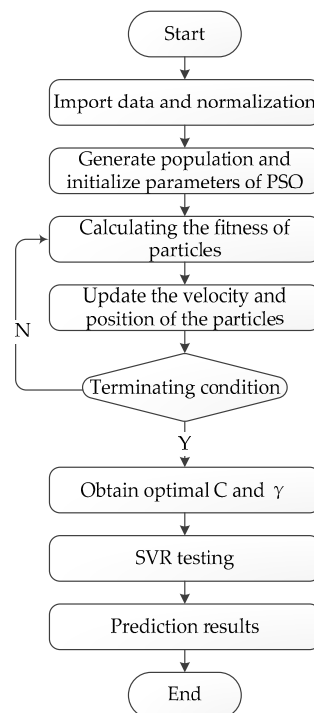 Start
Import data and normalization
Generate population and
initialize parameters of PSO
Calculating the fitness of
particles
Update the velocity and
position of the particles
N
Terminating condition
Y
Obtain optimal C and γ
SVR testing
Prediction results
End